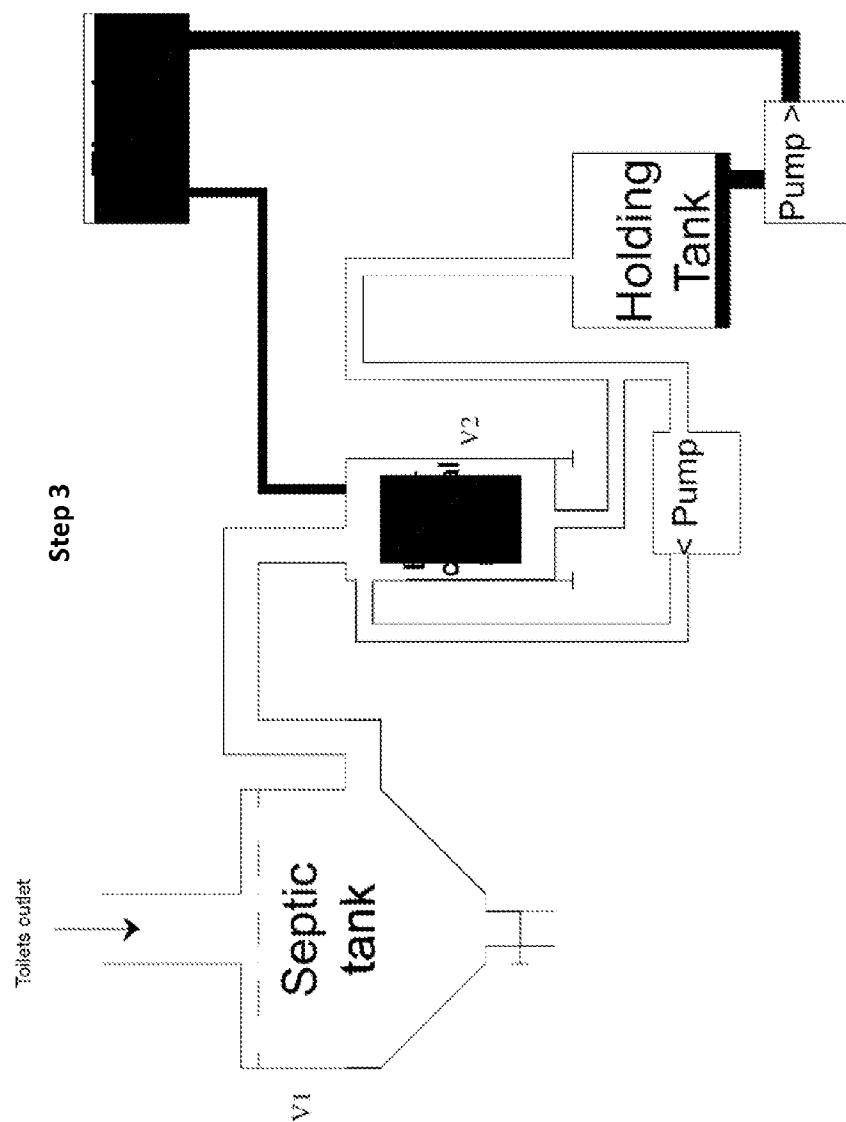 Step 3
Toilets outlet
V1
Septic
tank
V2
< Pump
Holding
Tank
Pump >